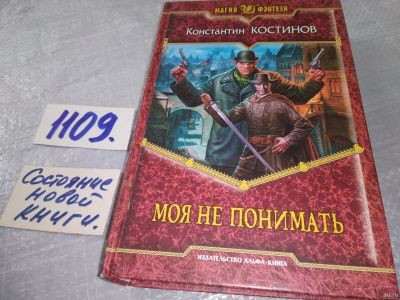 МАГИЯ ФЭНТЕЗИ
Константин КОСТИНОВ
1109.
Состояние
новой
книги.
МОЯ НЕ ПОНИМАТЬ
ИЗДАТЕЛЬСТВО АЛЬФА-КНИГА